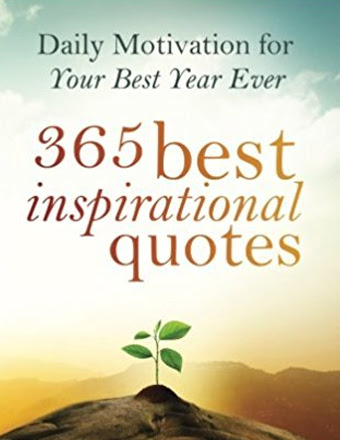 Daily Motivation for
Your Best Year Ever
365 best
inspirational
quotes